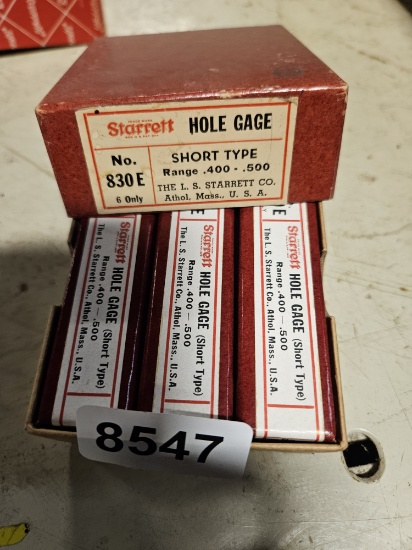 Starrett
HOLE GAGE
No.
830 E
6 Only
SHORT TYPE
Range .400 - .500
THE L. S. STARRETT CO.
Athol, Mass., U. S. A.
Starrett
HOLE GAGE (Short Type)
Range .400 — .500
The L. S. Starrett Co., Athol, Mass., U.S.A.
E
Starrett
HOLE GAGE (Short Type)
Range .400 — .500
The L. S. Starrett Co., Athol, Mass., U.S.A.
E
Starrett
HOLE GAGE (Short Type)
Range .400 — .500
The L. S. Starrett Co., Athol, Mass., U.S.A.
8547